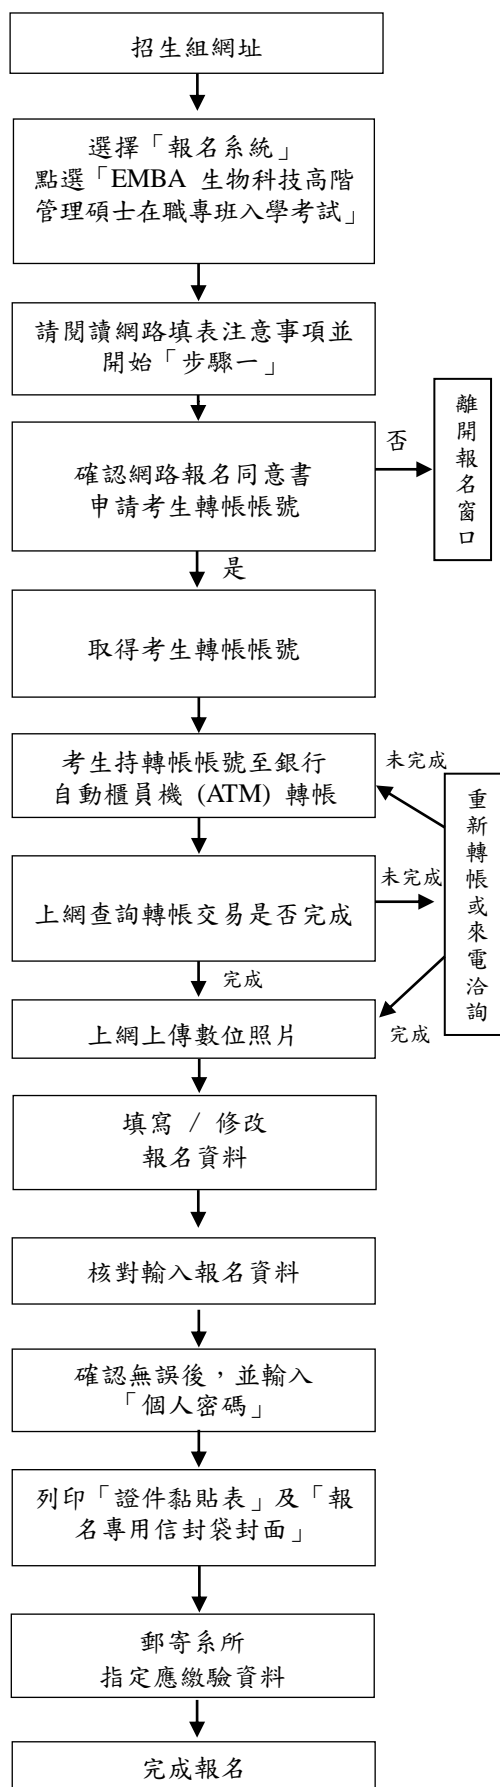 招生組網址
選擇「報名系統」
點選「EMBA 生物科技高階
管理碩士在職專班入學考試」
請閱讀網路填表注意事項並
開始「步驟一」
確認網路報名同意書
申請考生轉帳帳號
否
離開報名窗口
是
取得考生轉帳帳號
考生持轉帳帳號至銀行
自動櫃員機 (ATM) 轉帳
未完成
重新轉帳或來電洽詢
上網查詢轉帳交易是否完成
未完成
完成
上網上傳數位照片
完成
填寫 / 修改
報名資料
核對輸入報名資料
確認無誤後，並輸入
「個人密碼」
列印「證件黏貼表」及「報
名專用信封袋封面」
郵寄系所
指定應繳驗資料
完成報名